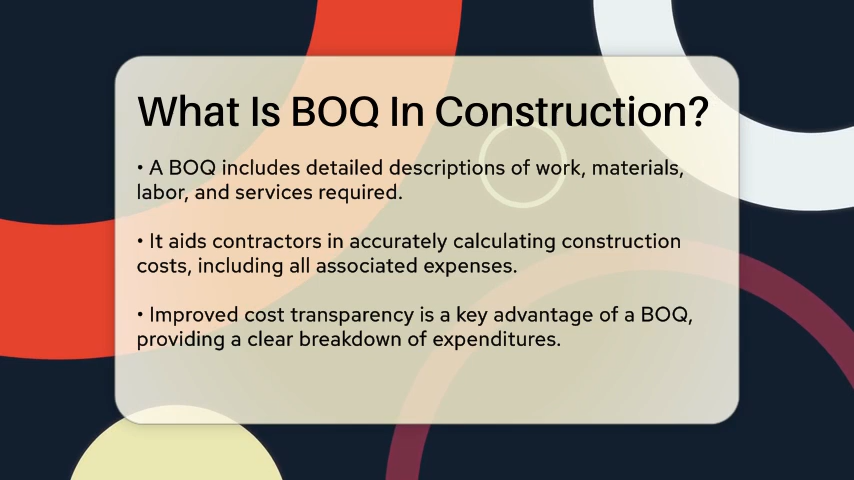 What Is BOQ In Construction?
• A BOQ includes detailed descriptions of work, materials,
labor, and services required.
• It aids contractors in accurately calculating construction
costs, including all associated expenses.
• Improved cost transparency is a key advantage of a BOQ,
providing a clear breakdown of expenditures.